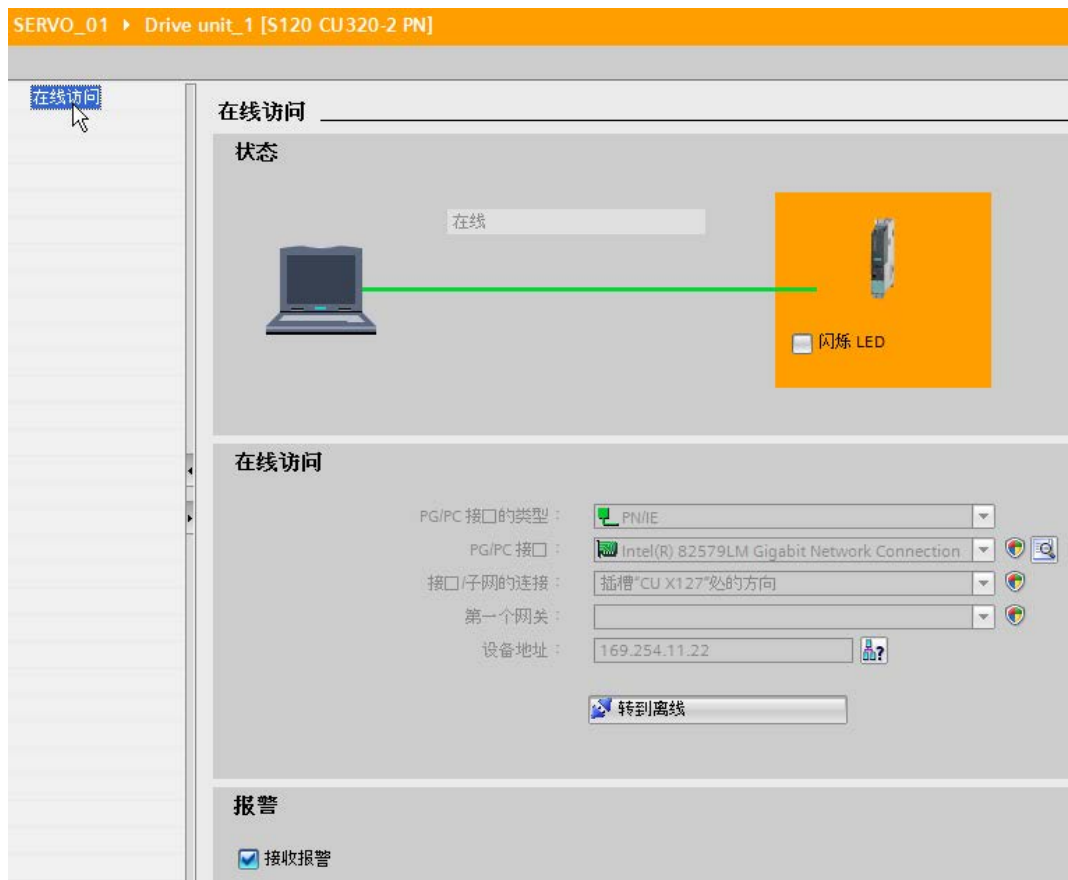 SERVO_01 ▸ Drive unit_1 [S120 CU320-2 PN]
在线访问
在线访问
状态
在线
闪烁 LED
在线访问
PG/PC 接口的类型：
PN/IE
PG/PC 接口：
Intel(R) 82579LM Gigabit Network Connection
接口/子网的连接：
插槽"CU X127"处的方向
第一个网关：
设备地址：
169.254.11.22
转到离线
报警
接收报警